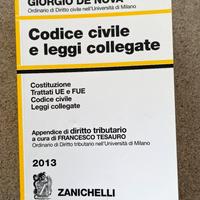 GIORGIO DE NOVA
Ordinario di Diritto civile nell'Università di Milano
Codice civile
e leggi collegate
Costituzione
Trattati UE e FUE
Codice civile
Leggi collegate
Appendice di diritto tributario
a cura di FRANCESCO TESAURO
Ordinario di Diritto tributario nell'Università di Milano
2013
ZANICHELLI